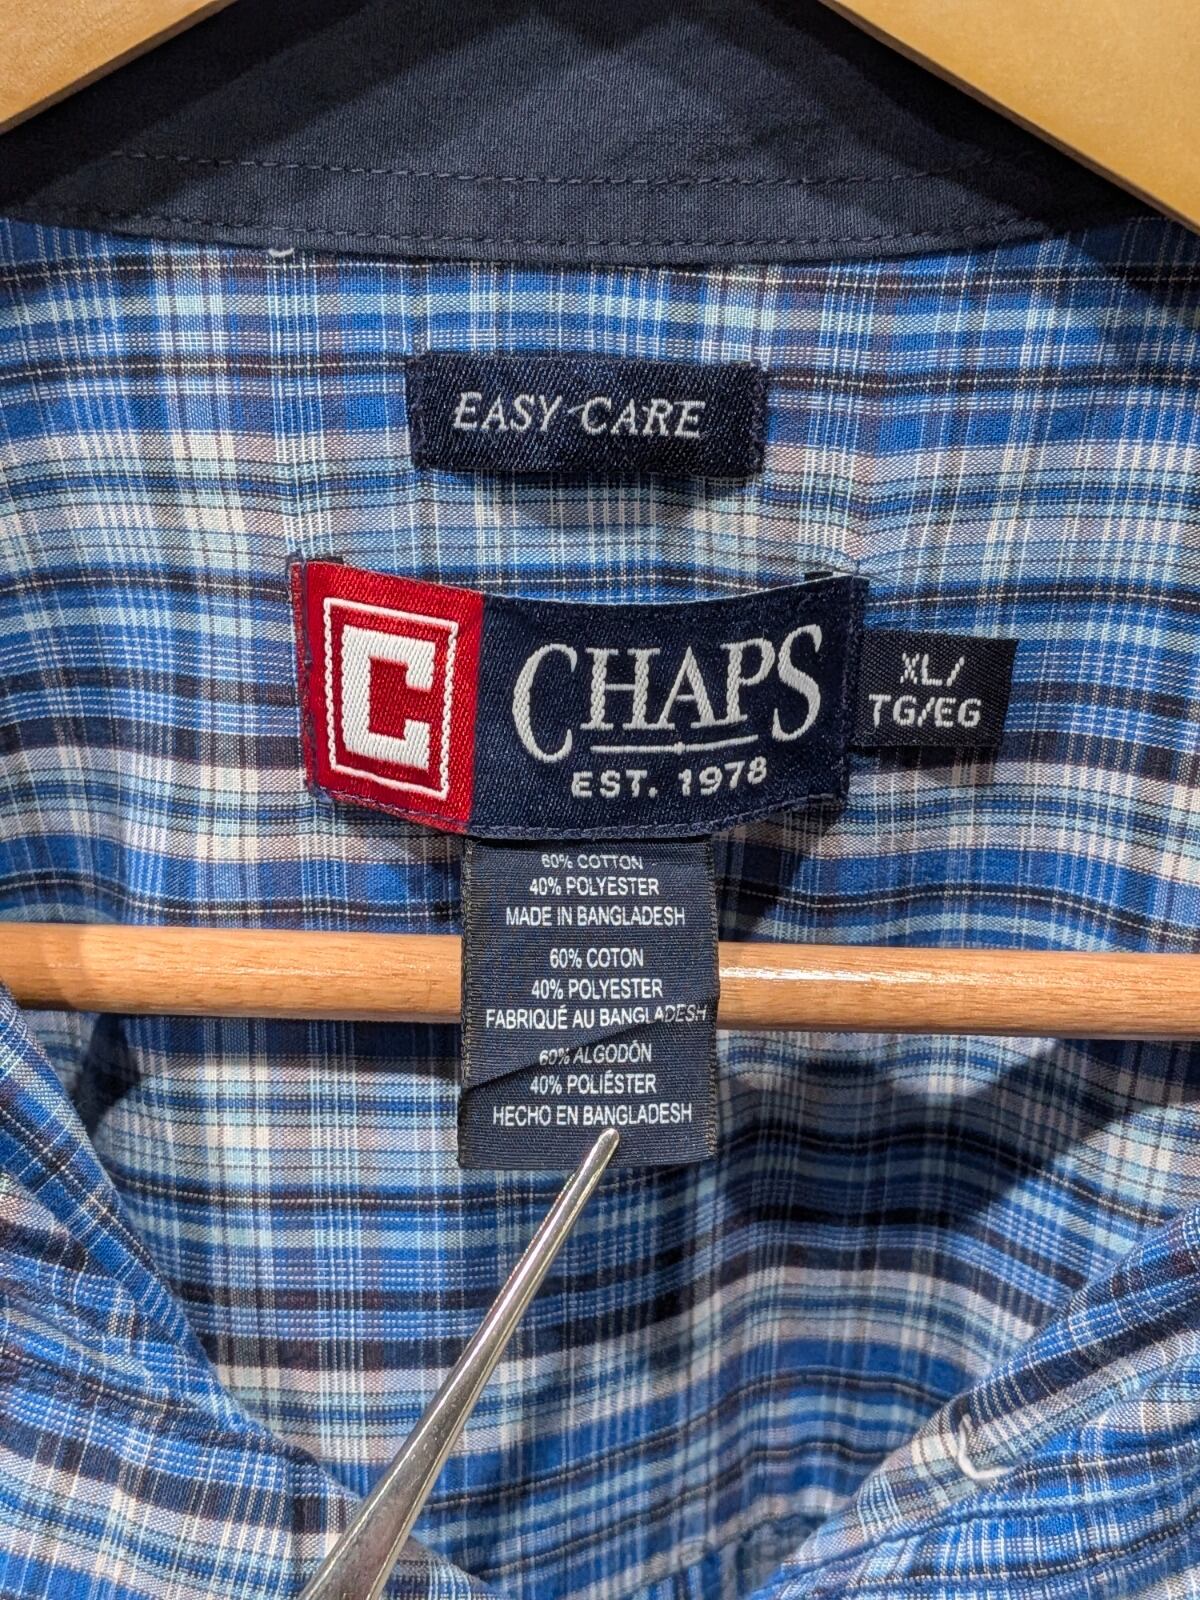 EASY CARE
C
CHAPS
EST. 1978
XL/
TG/EG
60% COTTON
40% POLYESTER
MADE IN BANGLADESH
60% COTON
40% POLYESTER
FABRIQUÉ AU BANGLADESH
60% ALGODÓN
40% POLIÉSTER
HECHO EN BANGLADESH